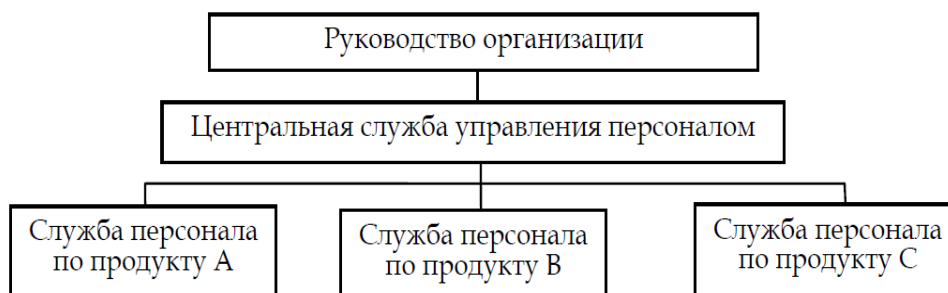 Руководство организации
Центральная служба управления персоналом
Служба персонала
по продукту А
Служба персонала
по продукту В
Служба персонала
по продукту С